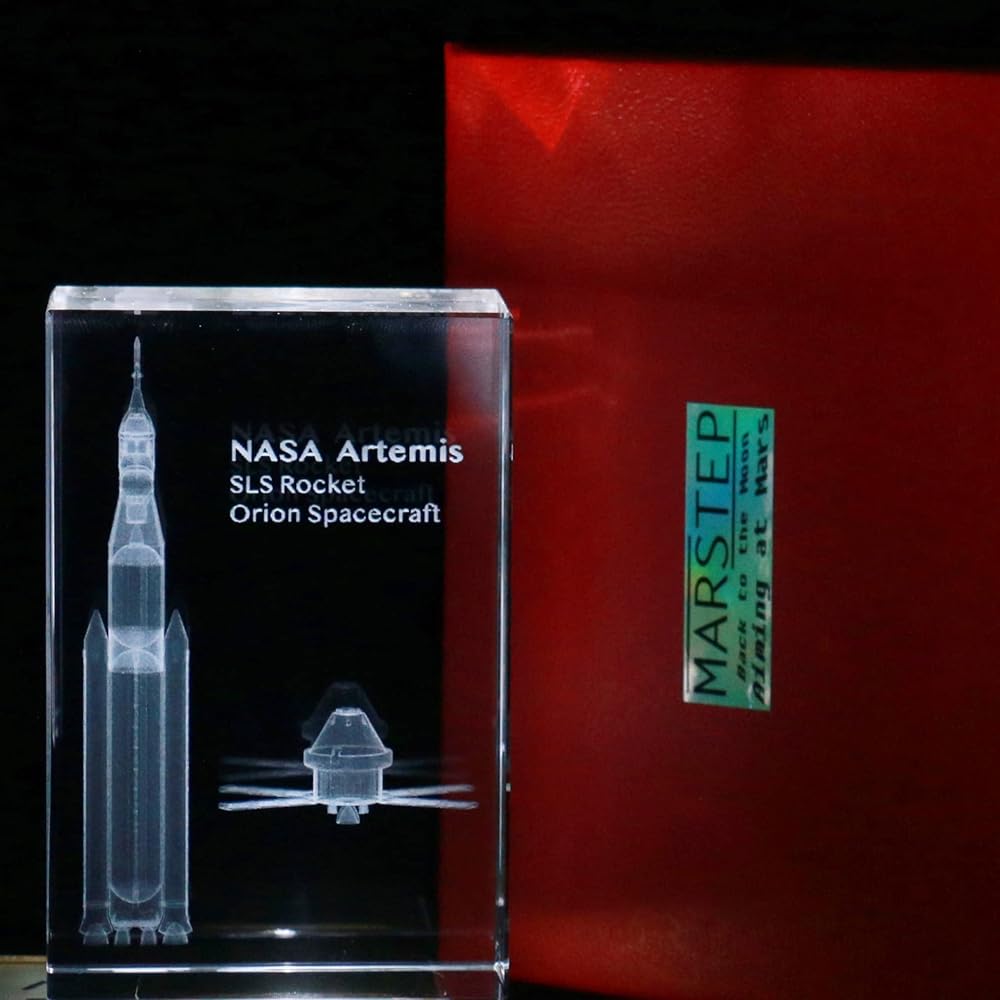 NASA Artemis
SLS Rocket
Orion Spacecraft
MARSTEP
Back to the Moon
Aiming at Mars